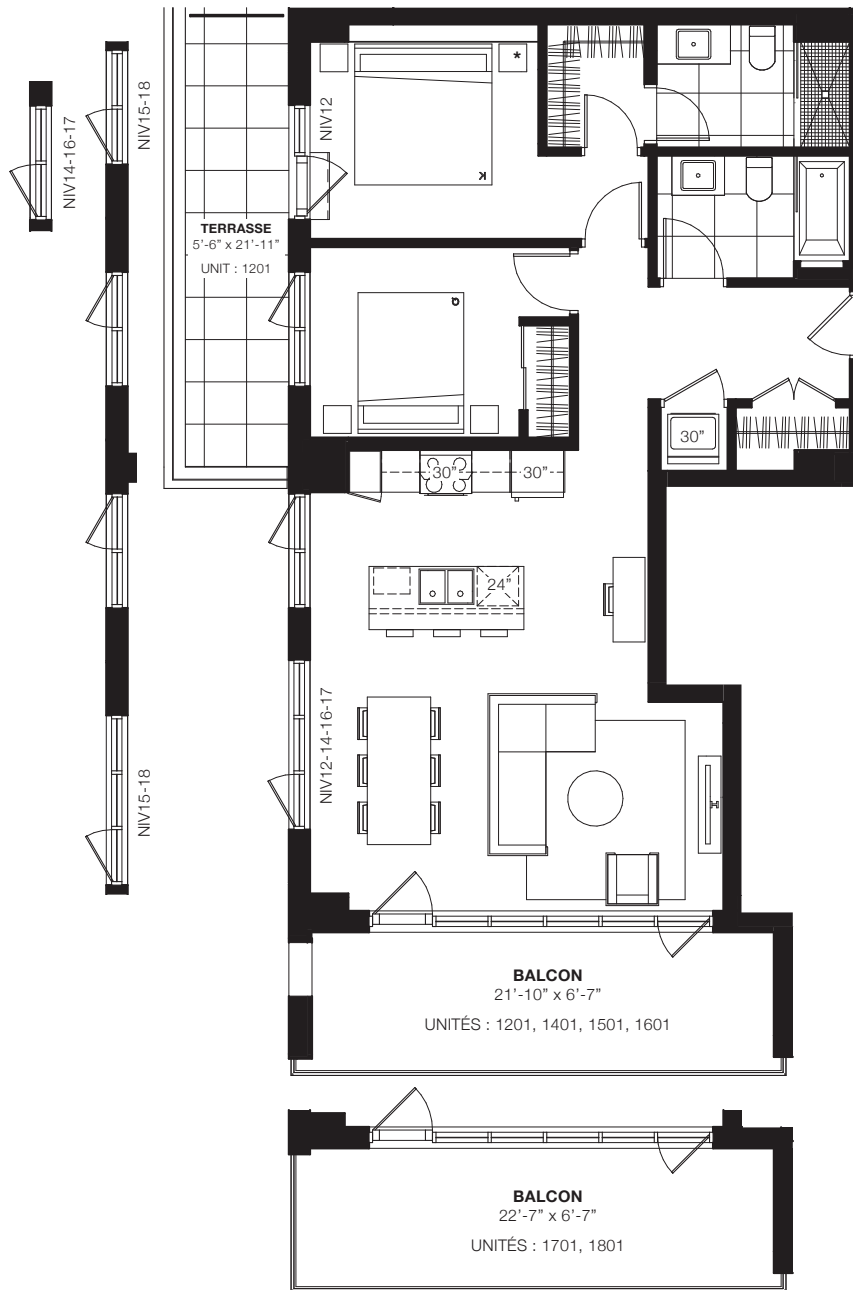 NIV14-16-17
NIV15-18
NIV12
*
K
TERRASSE
5'-6" x 21'-11"
UNIT : 1201
Q
30"
30"
30"
24"
NIV12-14-16-17
NIV15-18
H
BALCON
21'-10" x 6'-7"
UNITÉS : 1201, 1401, 1501, 1601
BALCON
22'-7" x 6'-7"
UNITÉS : 1701, 1801